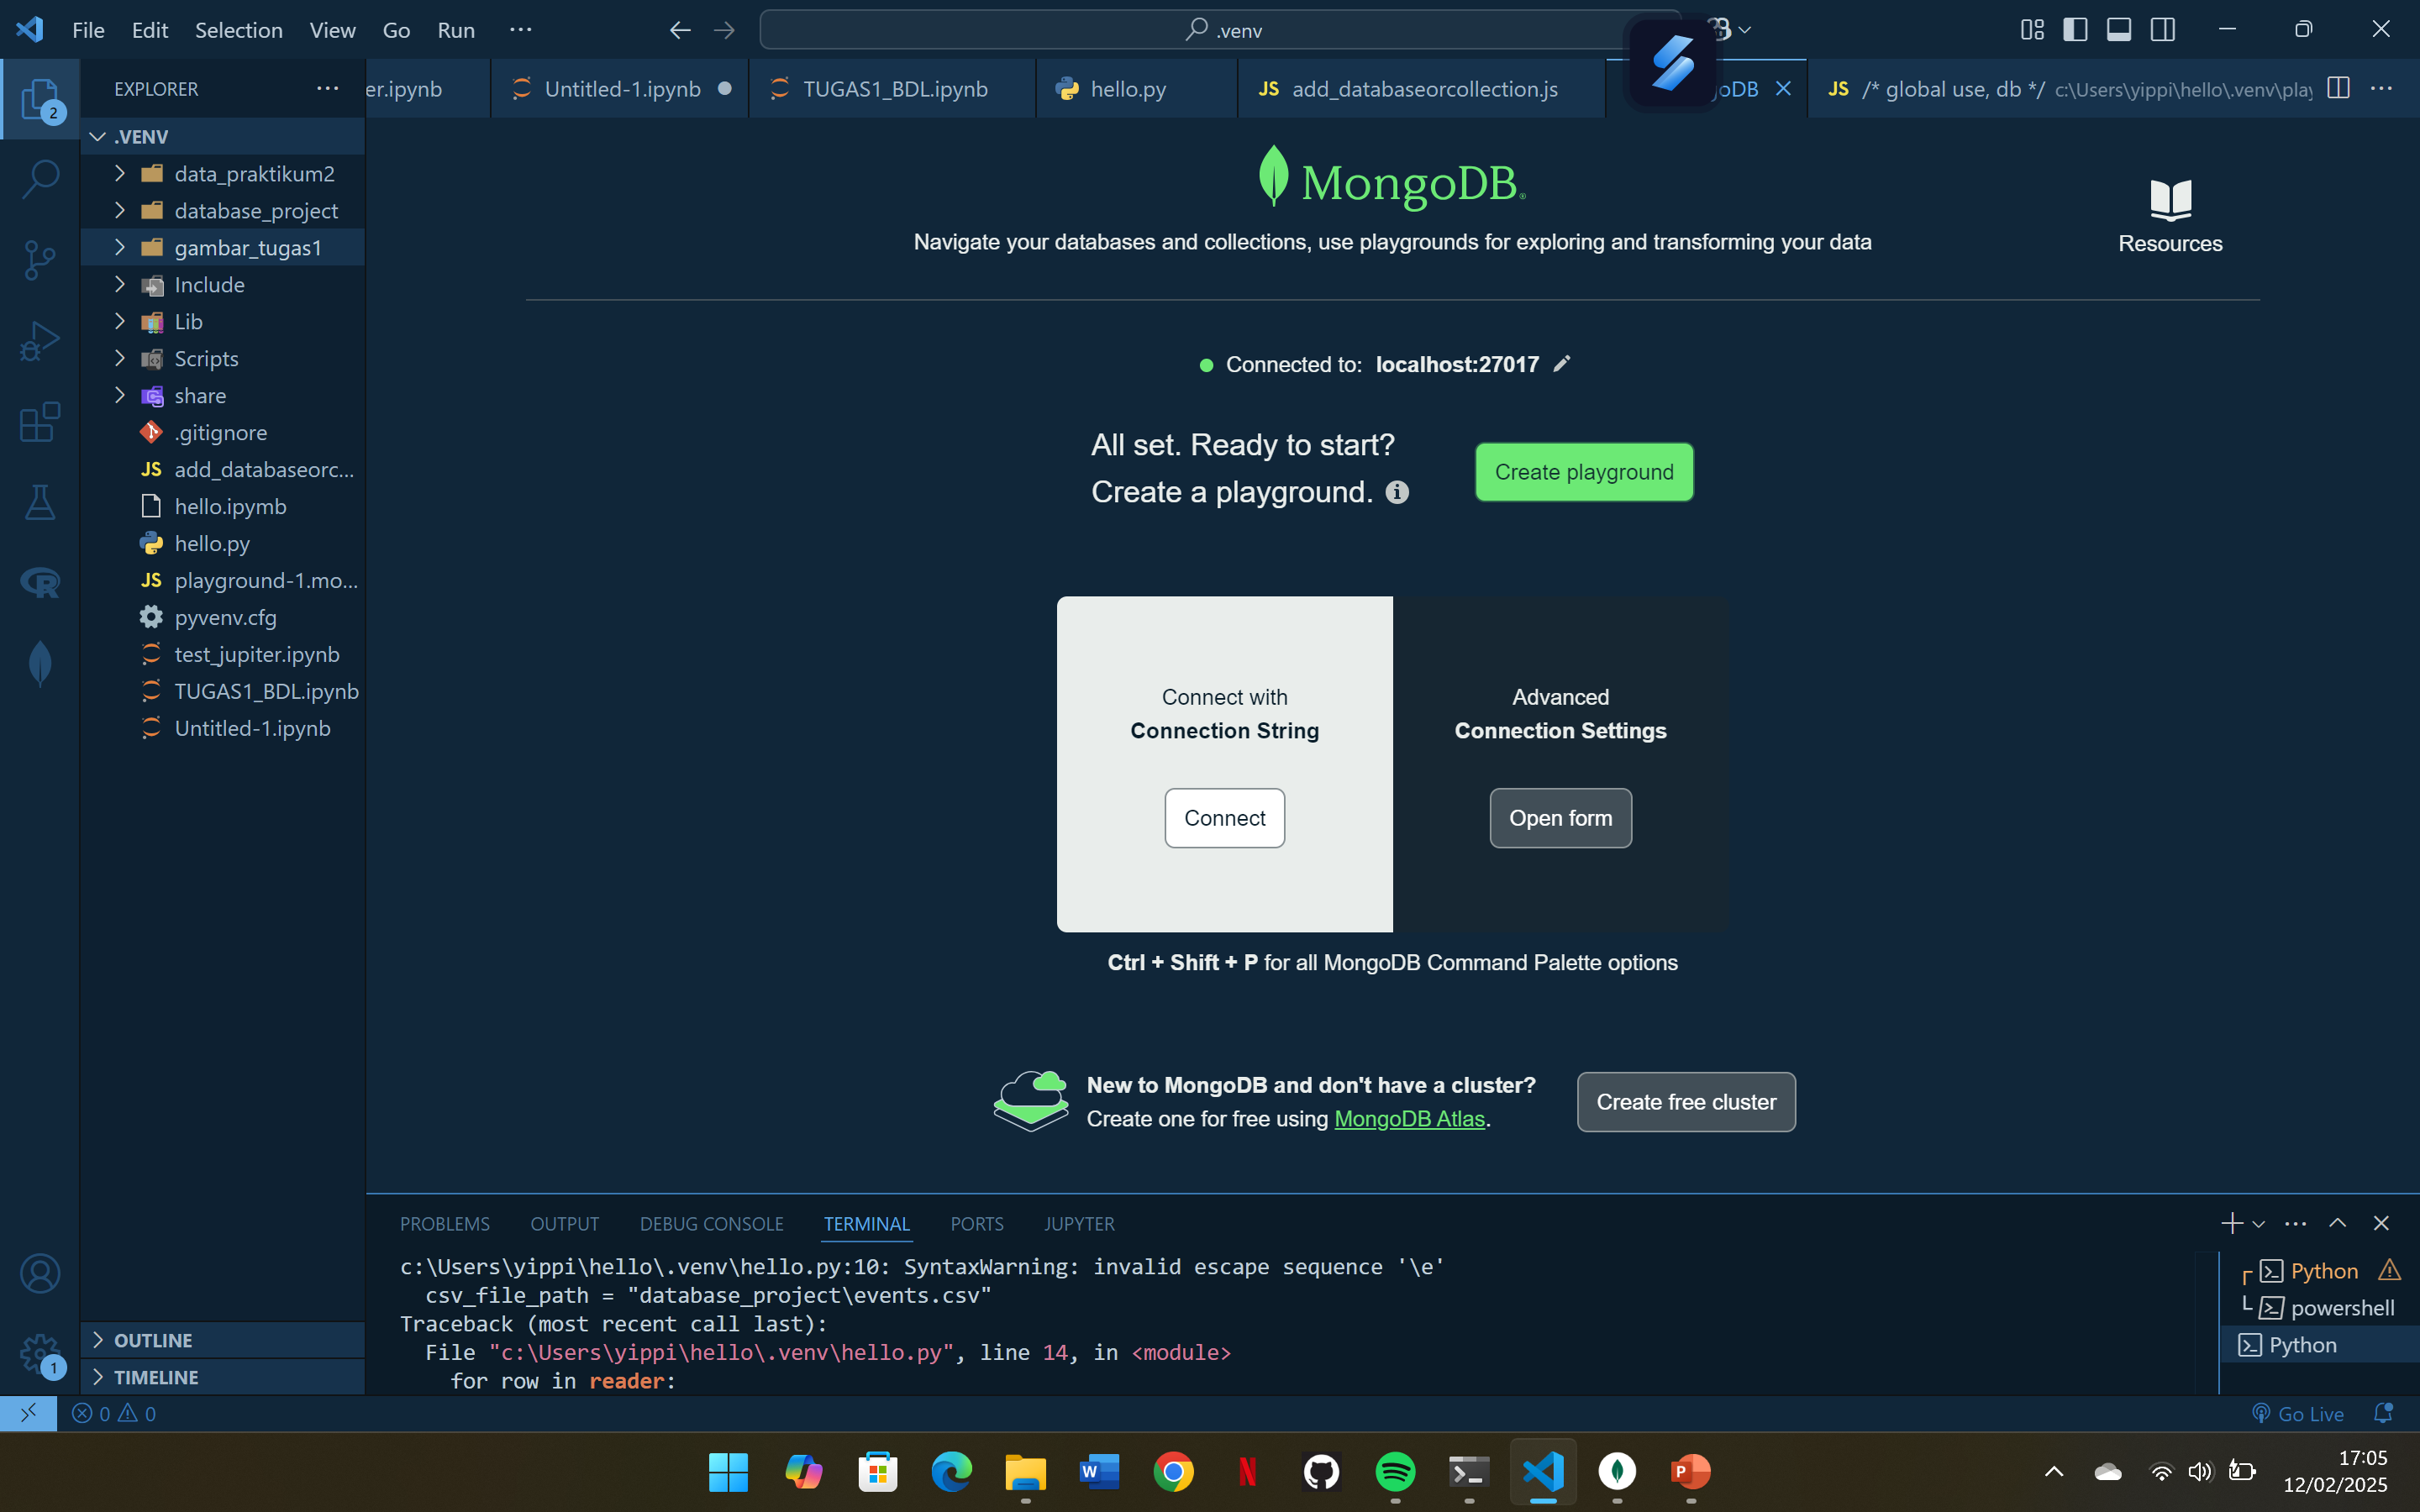 File Edit Selection View Go Run ...
.venv
EXPLORER ...
er.ipynb
Untitled-1.ipynb
TUGAS1_BDL.ipynb
hello.py
JS add_databaseorcollection.js
goDB
JS /* global use, db */ c:\Users\yippi\hello\.venv\play
.VENV
data_praktikum2
database_project
gambar_tugas1
Include
Lib
Scripts
share
.gitignore
JS add_databaseorc...
hello.ipymb
hello.py
JS playground-1.mo...
pyvenv.cfg
test_jupiter.ipynb
TUGAS1_BDL.ipynb
Untitled-1.ipynb
OUTLINE
TIMELINE
2
1
MongoDB®
Navigate your databases and collections, use playgrounds for exploring and transforming your data
Resources
Connected to: localhost:27017
All set. Ready to start?
Create a playground.
Create playground
Connect with
Connection String
Connect
Advanced
Connection Settings
Open form
Ctrl + Shift + P for all MongoDB Command Palette options
New to MongoDB and don't have a cluster?
Create one for free using MongoDB Atlas.
Create free cluster
PROBLEMS OUTPUT DEBUG CONSOLE TERMINAL PORTS JUPYTER
c:\Users\yippi\hello\.venv\hello.py:10: SyntaxWarning: invalid escape sequence '\e'
csv_file_path = "database_project\events.csv"
Traceback (most recent call last):
File "c:\Users\yippi\hello\.venv\hello.py", line 14, in <module>
for row in reader:
Python
powershell
Python
0 0
Go Live
17:05
12/02/2025